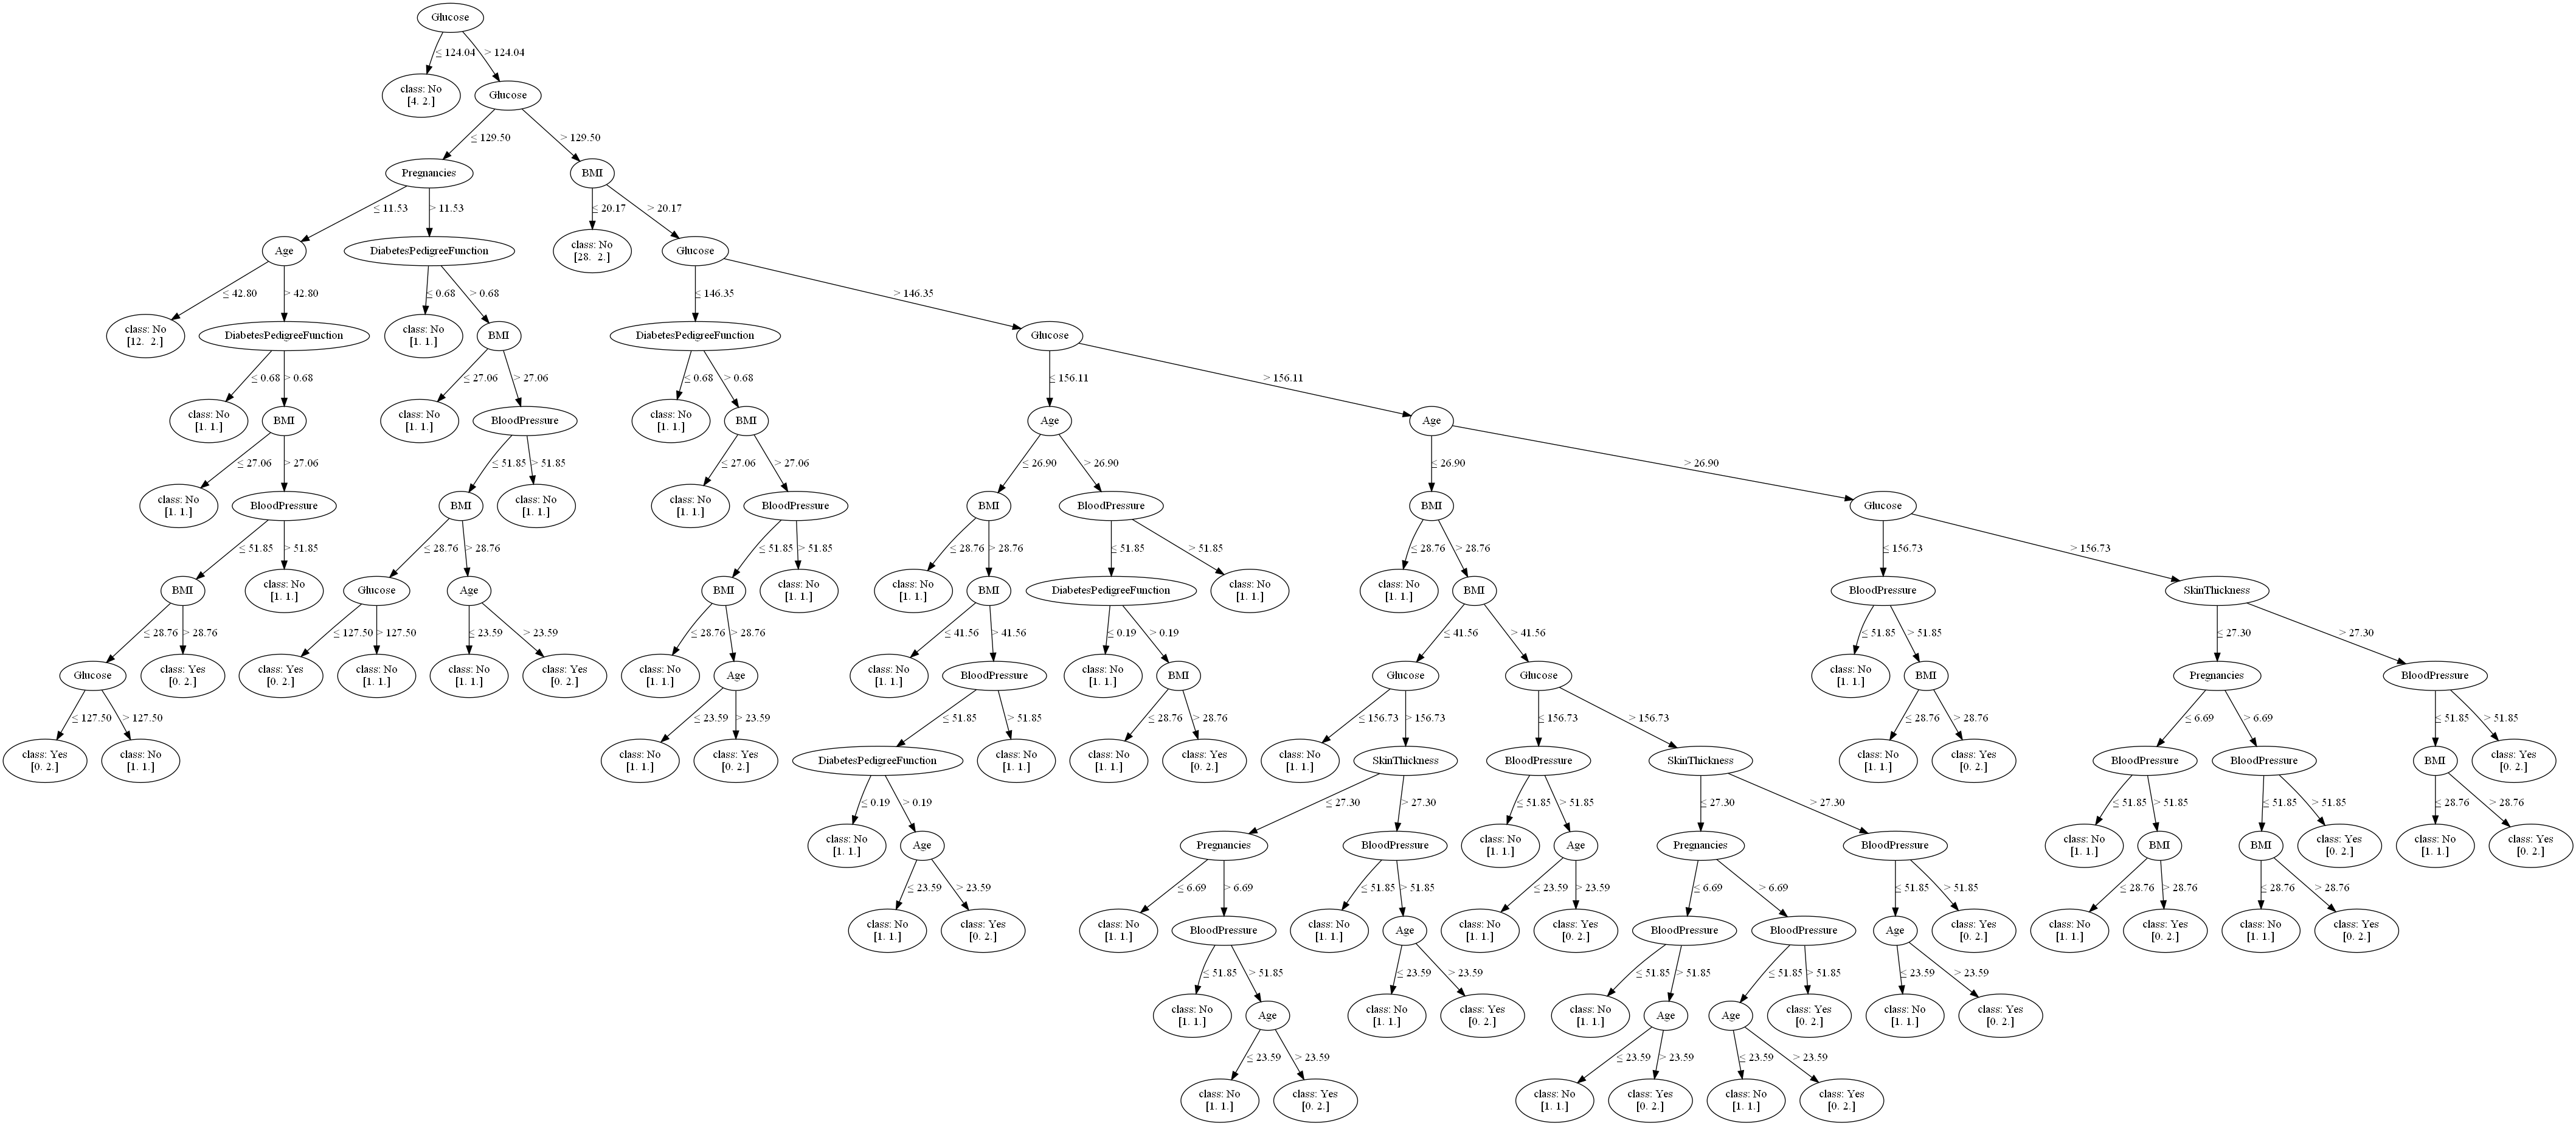 Glucose
≤ 124.04
> 124.04
class: No
[4. 2.]
Glucose
≤ 129.50
> 129.50
Pregnancies
BMI
≤ 11.53
> 11.53
≤ 20.17
> 20.17
Age
DiabetesPedigreeFunction
class: No
[28. 2.]
Glucose
≤ 42.80
> 42.80
≤ 0.68
> 0.68
≤ 146.35
> 146.35
class: No
[12. 2.]
DiabetesPedigreeFunction
class: No
[1. 1.]
BMI
DiabetesPedigreeFunction
Glucose
≤ 0.68
> 0.68
≤ 27.06
> 27.06
≤ 0.68
> 0.68
≤ 156.11
> 156.11
class: No
[1. 1.]
BMI
class: No
[1. 1.]
BloodPressure
class: No
[1. 1.]
BMI
Age
Age
≤ 27.06
> 27.06
≤ 51.85
> 51.85
≤ 27.06
> 27.06
≤ 26.90
> 26.90
≤ 26.90
> 26.90
class: No
[1. 1.]
BloodPressure
BMI
class: No
[1. 1.]
class: No
[1. 1.]
BloodPressure
BMI
BloodPressure
BMI
Glucose
≤ 51.85
> 51.85
≤ 28.76
> 28.76
≤ 51.85
> 51.85
≤ 28.76
> 28.76
≤ 51.85
> 51.85
≤ 28.76
> 28.76
≤ 156.73
> 156.73
BMI
class: No
[1. 1.]
Glucose
Age
BMI
class: No
[1. 1.]
class: No
[1. 1.]
BMI
DiabetesPedigreeFunction
class: No
[1. 1.]
class: No
[1. 1.]
BMI
BloodPressure
SkinThickness
≤ 28.76
> 28.76
≤ 127.50
> 127.50
≤ 23.59
> 23.59
≤ 28.76
> 28.76
≤ 41.56
> 41.56
≤ 0.19
> 0.19
≤ 41.56
> 41.56
≤ 51.85
> 51.85
≤ 27.30
> 27.30
Glucose
class: Yes
[0. 2.]
class: Yes
[0. 2.]
class: No
[1. 1.]
class: No
[1. 1.]
class: Yes
[0. 2.]
class: No
[1. 1.]
Age
class: No
[1. 1.]
BloodPressure
class: No
[1. 1.]
BMI
Glucose
Glucose
class: No
[1. 1.]
BMI
Pregnancies
BloodPressure
≤ 127.50
> 127.50
≤ 23.59
> 23.59
≤ 51.85
> 51.85
≤ 28.76
> 28.76
≤ 156.73
> 156.73
≤ 156.73
> 156.73
≤ 28.76
> 28.76
≤ 6.69
> 6.69
≤ 51.85
> 51.85
class: Yes
[0. 2.]
class: No
[1. 1.]
class: No
[1. 1.]
class: Yes
[0. 2.]
DiabetesPedigreeFunction
class: No
[1. 1.]
class: No
[1. 1.]
class: Yes
[0. 2.]
class: No
[1. 1.]
SkinThickness
BloodPressure
SkinThickness
class: No
[1. 1.]
class: Yes
[0. 2.]
BloodPressure
BloodPressure
BMI
class: Yes
[0. 2.]
≤ 0.19
> 0.19
≤ 27.30
> 27.30
≤ 51.85
> 51.85
≤ 27.30
> 27.30
≤ 51.85
> 51.85
≤ 51.85
> 51.85
≤ 28.76
> 28.76
class: No
[1. 1.]
Age
Pregnancies
BloodPressure
class: No
[1. 1.]
Age
Pregnancies
BloodPressure
class: No
[1. 1.]
BMI
BMI
class: Yes
[0. 2.]
class: No
[1. 1.]
class: Yes
[0. 2.]
≤ 23.59
> 23.59
≤ 6.69
> 6.69
≤ 51.85
> 51.85
≤ 23.59
> 23.59
≤ 6.69
> 6.69
≤ 51.85
> 51.85
≤ 28.76
> 28.76
≤ 28.76
> 28.76
class: No
[1. 1.]
class: Yes
[0. 2.]
class: No
[1. 1.]
BloodPressure
class: No
[1. 1.]
Age
class: No
[1. 1.]
class: Yes
[0. 2.]
BloodPressure
BloodPressure
Age
class: Yes
[0. 2.]
class: No
[1. 1.]
class: Yes
[0. 2.]
class: No
[1. 1.]
class: Yes
[0. 2.]
≤ 51.85
> 51.85
≤ 23.59
> 23.59
≤ 51.85
> 51.85
≤ 51.85
> 51.85
≤ 23.59
> 23.59
class: No
[1. 1.]
Age
class: No
[1. 1.]
class: Yes
[0. 2.]
class: No
[1. 1.]
Age
Age
class: Yes
[0. 2.]
class: No
[1. 1.]
class: Yes
[0. 2.]
≤ 23.59
> 23.59
≤ 23.59
> 23.59
≤ 23.59
> 23.59
class: No
[1. 1.]
class: Yes
[0. 2.]
class: No
[1. 1.]
class: Yes
[0. 2.]
class: No
[1. 1.]
class: Yes
[0. 2.]